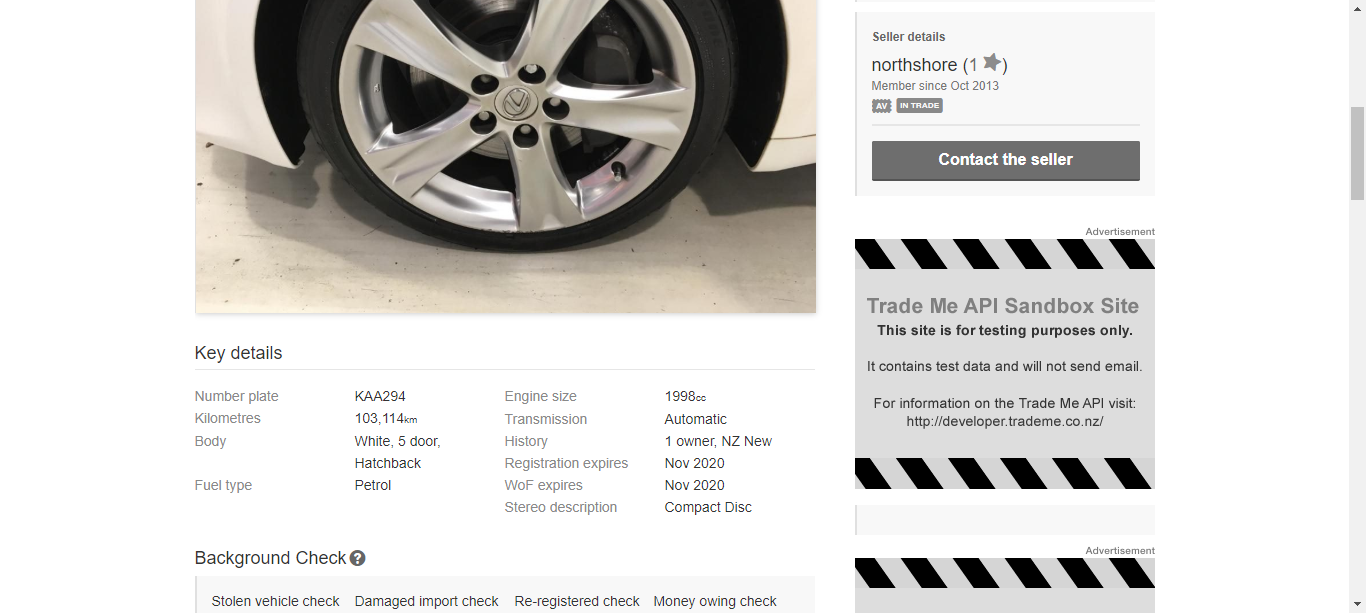 Seller details
northshore (1 )
Member since Oct 2013
AV IN TRADE
Contact the seller
Advertisement
Trade Me API Sandbox Site
This site is for testing purposes only.
It contains test data and will not send email.
For information on the Trade Me API visit:
http://developer.trademe.co.nz/
Key details
Number plate KAA294
Kilometres 103,114km
Body White, 5 door,
Hatchback
Fuel type Petrol
Engine size 1998cc
Transmission Automatic
History 1 owner, NZ New
Registration expires Nov 2020
WoF expires Nov 2020
Stereo description Compact Disc
Advertisement
Background Check ?
Stolen vehicle check Damaged import check Re-registered check Money owing check